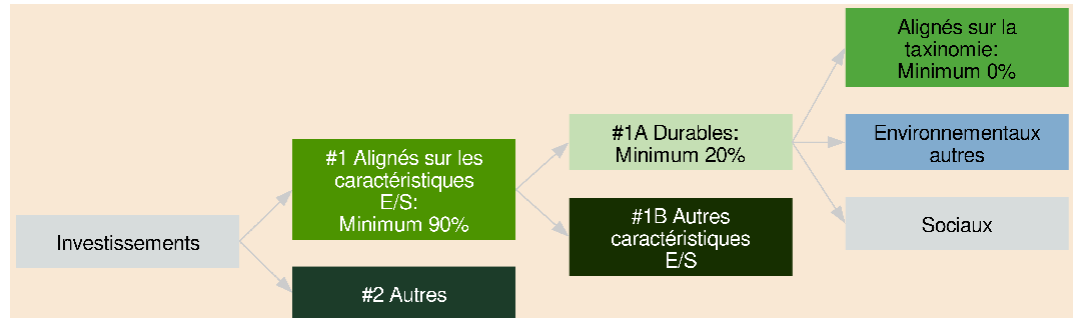 Investissements
#1 Alignés sur les
caractéristiques
E/S:
Minimum 90%
#2 Autres
#1A Durables:
Minimum 20%
#1B Autres
caractéristiques
E/S
Alignés sur la
taxinomie:
Minimum 0%
Environnementaux
autres
Sociaux